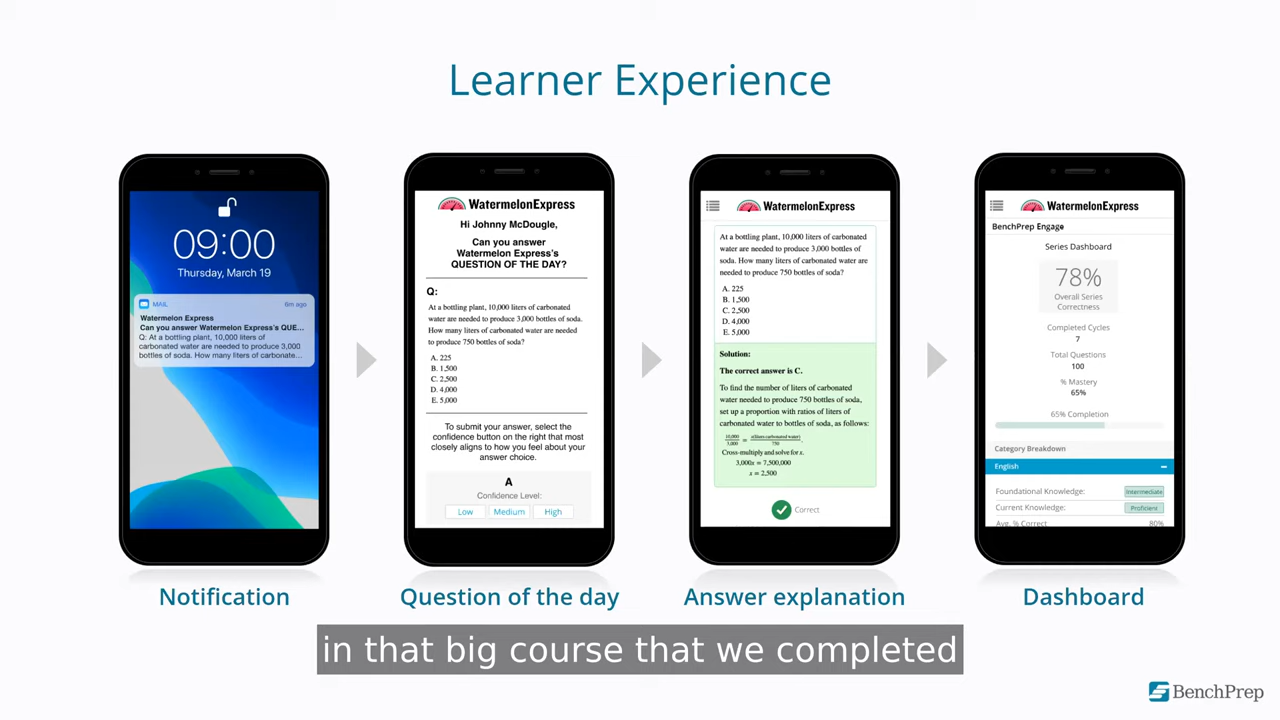 Learner Experience
09:00
Thursday, March 19
MAIL
6m ago
Watermelon Express
Can you answer Watermelon Express's QUE...
Q: At a bottling plant, 10,000 liters of
carbonated water are needed to produce 3,000
bottles of soda. How many liters of carbonate...
Notification
WatermelonExpress
Hi Johnny McDougle,
Can you answer
Watermelon Express's
QUESTION OF THE DAY?
Q:
At a bottling plant, 10,000 liters of carbonated
water are needed to produce 3,000 bottles of soda.
How many liters of carbonated water are needed
to produce 750 bottles of soda?
A. 225
B. 1,500
C. 2,500
D. 4,000
E. 5,000
To submit your answer, select the
confidence button on the right that most
closely aligns to how you feel about your
answer choice.
A
Confidence Level:
Low Medium High
Question of the day
WatermelonExpress
At a bottling plant, 10,000 liters of carbonated
water are needed to produce 3,000 bottles of
soda. How many liters of carbonated water are
needed to produce 750 bottles of soda?
A. 225
B. 1,500
C. 2,500
D. 4,000
E. 5,000
Solution:
The correct answer is C.
To find the number of liters of carbonated
water needed to produce 750 bottles of soda,
set up a proportion with ratios of liters of
carbonated water to bottles of soda, as follows:
10,000/3,000 = x(liters carbonated water)/750.
Cross-multiply and solve for x.
3,000x = 7,500,000
x = 2,500
Correct
Answer explanation
WatermelonExpress
BenchPrep Engage
Series Dashboard
78%
Overall Series
Correctness
Completed Cycles
7
Total Questions
100
% Mastery
65%
65% Completion
Category Breakdown
English
Foundational Knowledge: Intermediate
Current Knowledge: Proficient
Avg. % Correct 80%
Dashboard
in that big course that we completed
BenchPrep